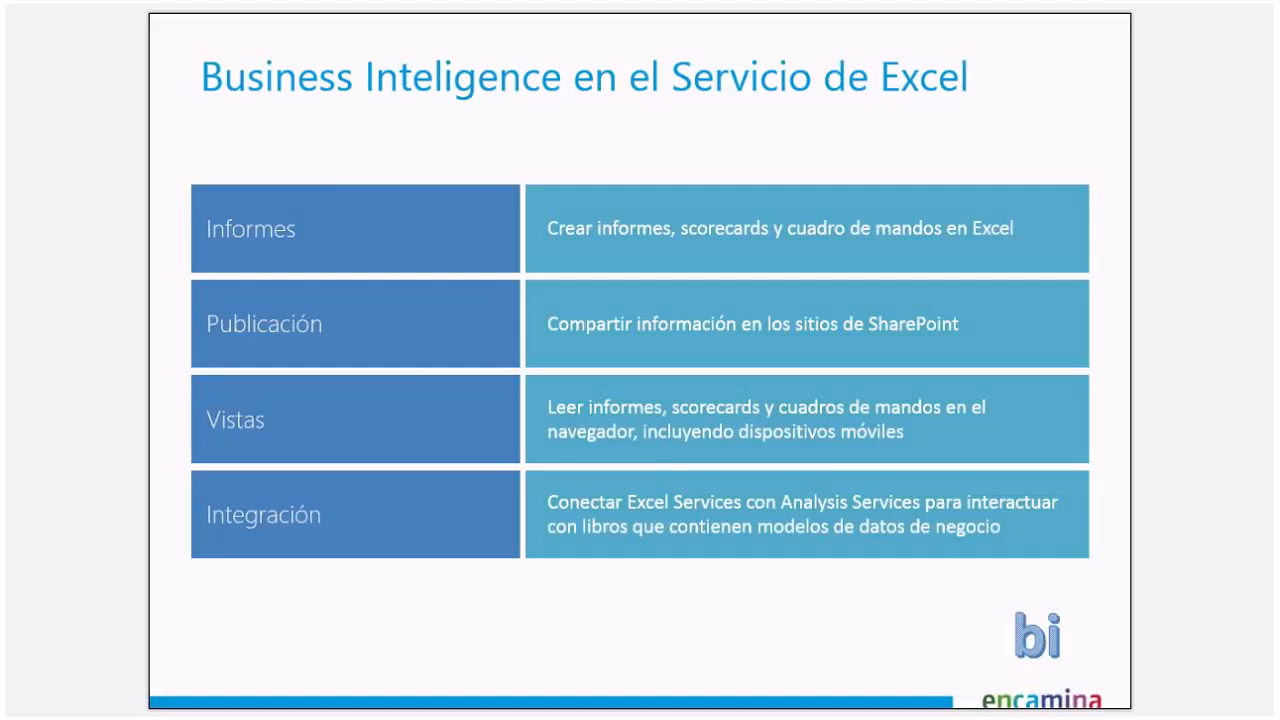 Business Inteligence en el Servicio de Excel
Informes
Crear informes, scorecards y cuadro de mandos en Excel
Publicación
Compartir información en los sitios de SharePoint
Vistas
Leer informes, scorecards y cuadros de mandos en el
navegador, incluyendo dispositivos móviles
Integración
Conectar Excel Services con Analysis Services para interactuar
con libros que contienen modelos de datos de negocio
bi
encamina